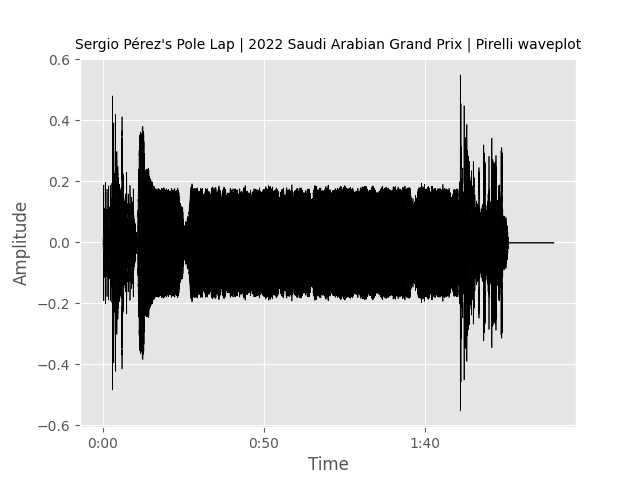 Sergio Pérez's Pole Lap | 2022 Saudi Arabian Grand Prix | Pirelli waveplot
0.6
0.4
0.2
0.0
−0.2
−0.4
−0.6
Amplitude
0:00 0:50 1:40
Time